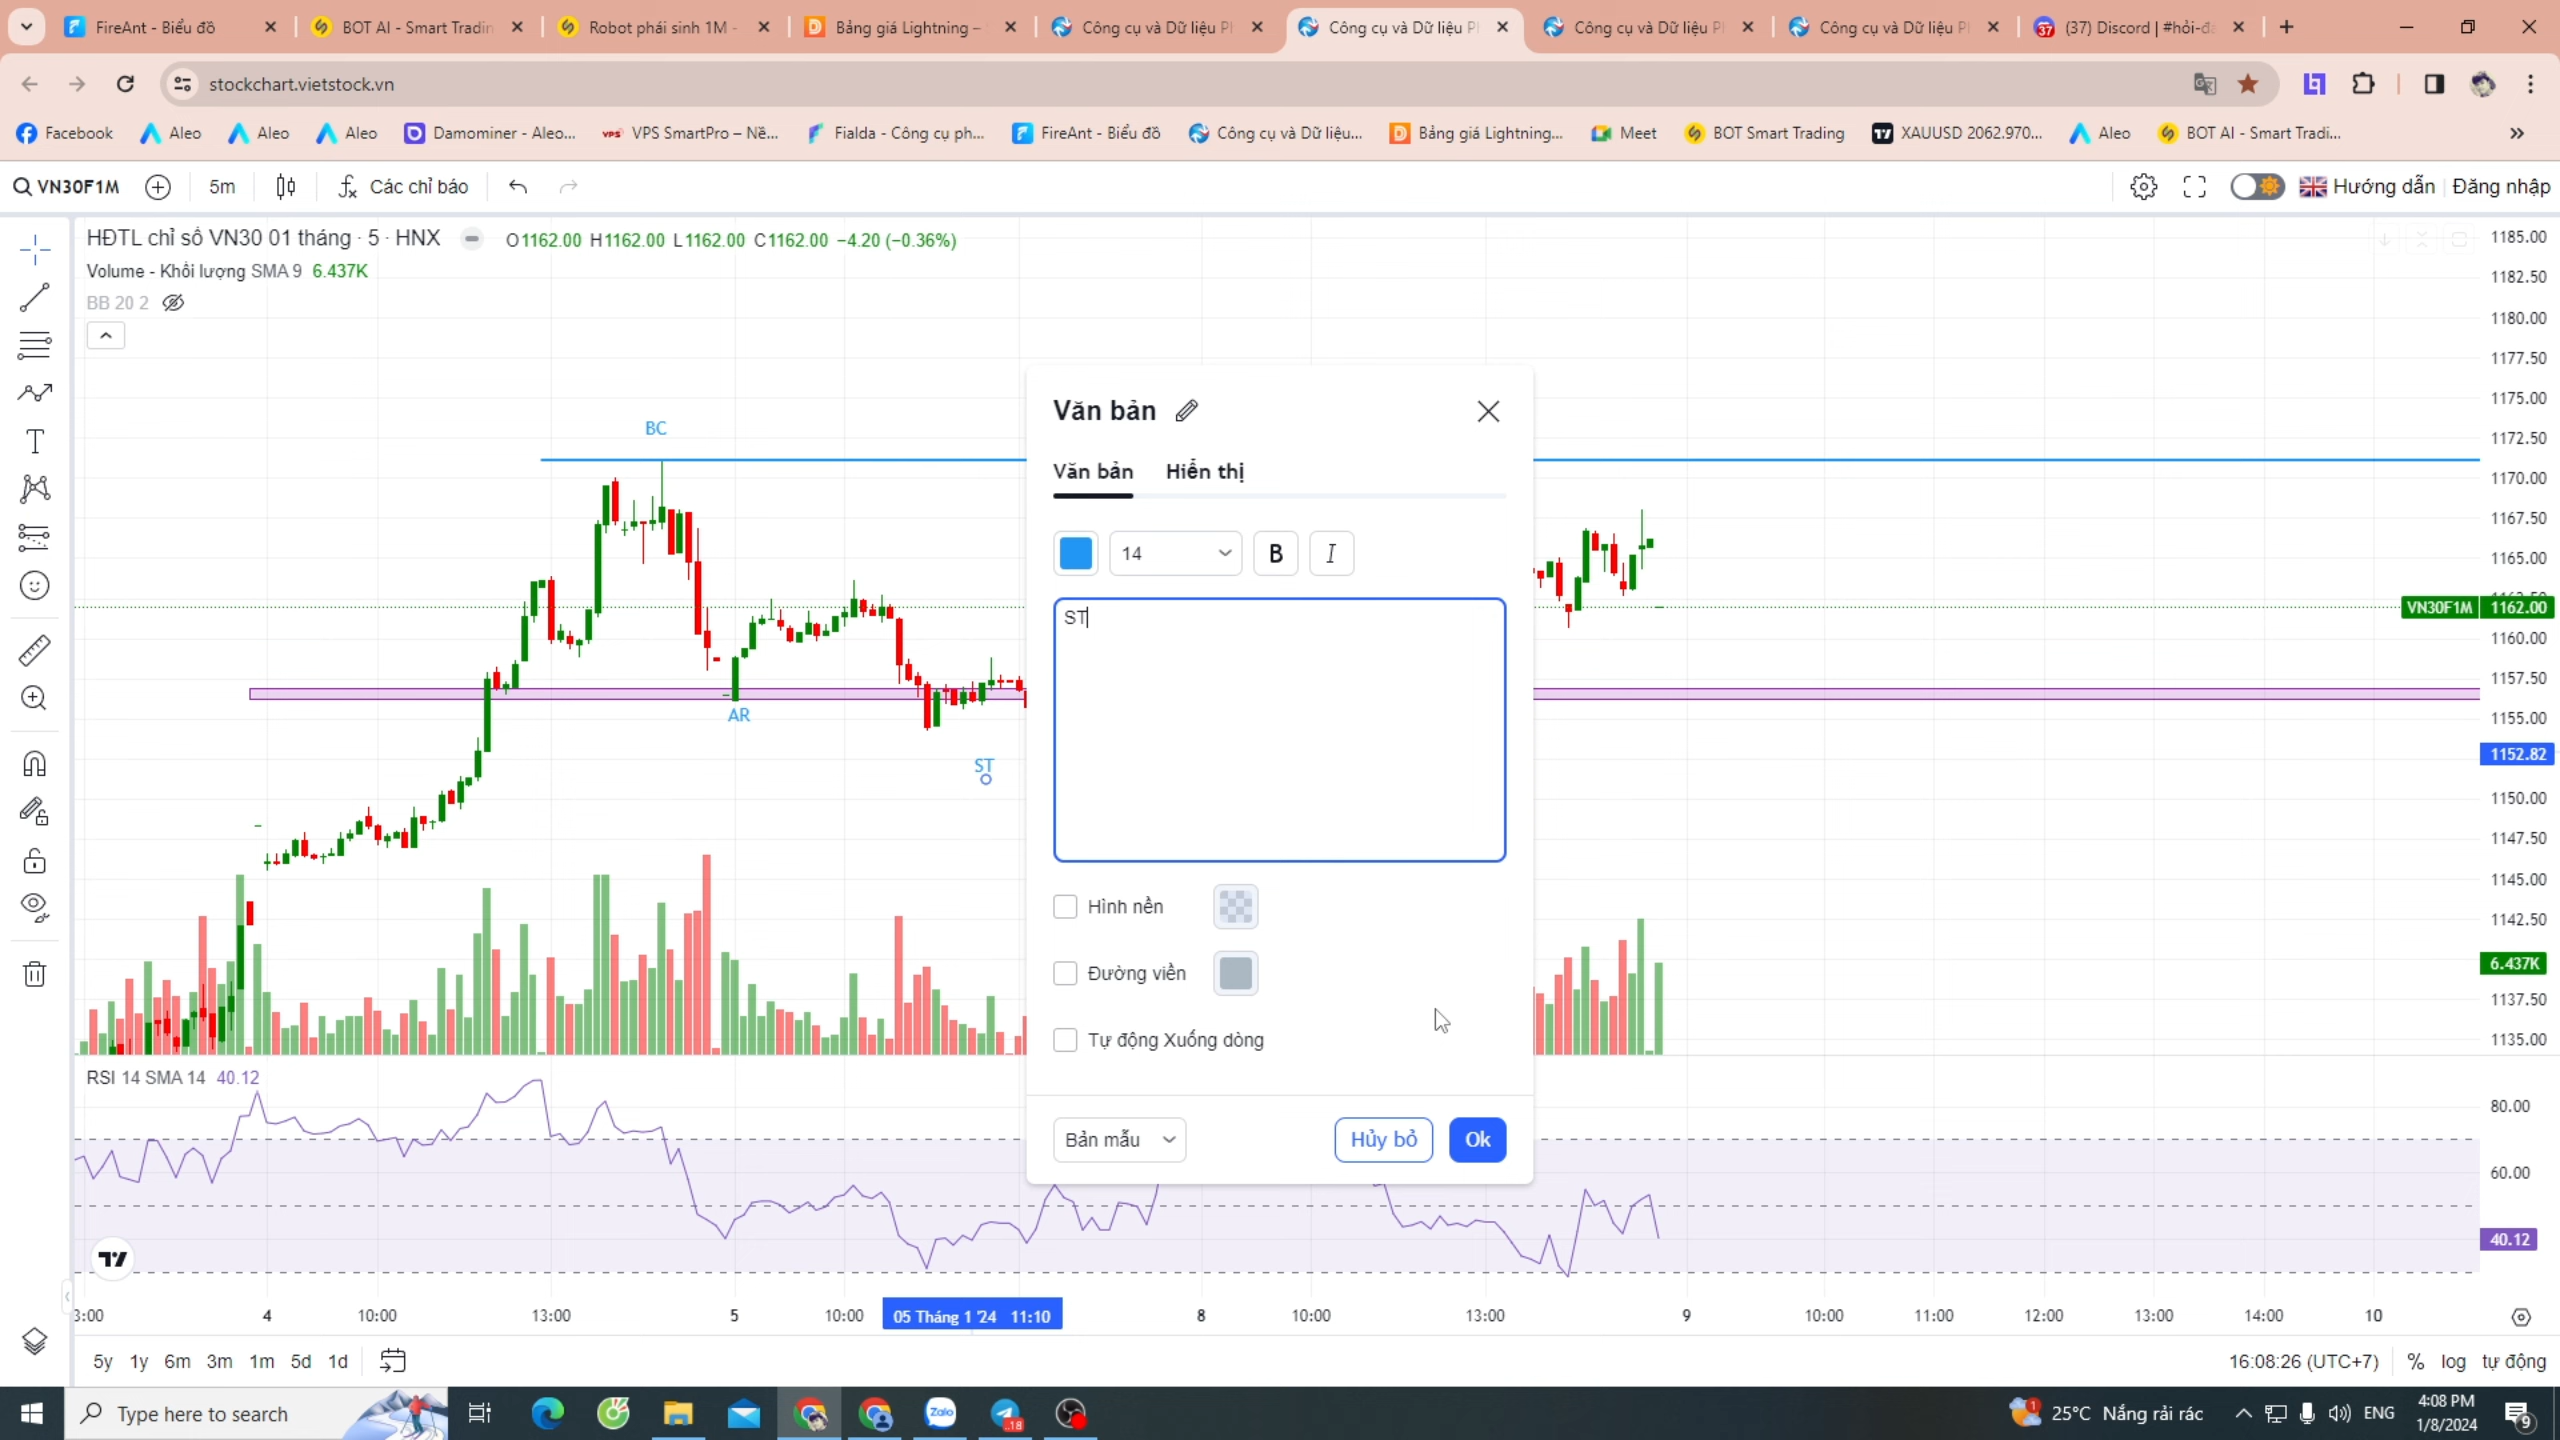 FireAnt - Biểu đồ
BOT AI - Smart Tradin
Robot phái sinh 1M -
Bảng giá Lightning –
Công cụ và Dữ liệu P
Công cụ và Dữ liệu P
Công cụ và Dữ liệu P
Công cụ và Dữ liệu P
(37) Discord | #hỏi-đ
stockchart.vietstock.vn
Facebook
Aleo
Aleo
Aleo
Damominer - Aleo...
VPS SmartPro – Nề...
Fialda - Công cụ ph...
FireAnt - Biểu đồ
Công cụ và Dữ liệu...
Bảng giá Lightning...
Meet
BOT Smart Trading
XAUUSD 2062.970...
Aleo
BOT AI - Smart Tradi...
VN30F1M
5m
Các chỉ báo
Hướng dẫn
Đăng nhập
HĐTL chỉ số VN30 01 tháng · 5 · HNX
O1162.00 H1162.00 L1162.00 C1162.00 −4.20 (−0.36%)
Volume - Khối lượng SMA 9 6.437K
BB 20 2
1185.00
1182.50
1180.00
1177.50
1175.00
1172.50
1170.00
1167.50
1165.00
VN30F1M 1162.00
1160.00
1157.50
1155.00
1152.82
1150.00
1147.50
1145.00
1142.50
6.437K
1137.50
1135.00
BC
AR
ST
Văn bản
Văn bản
Hiển thị
14
B
I
ST
Hình nền
Đường viền
Tự động Xuống dòng
Bản mẫu
Hủy bỏ
Ok
RSI 14 SMA 14 40.12
80.00
60.00
40.12
3:00
4
10:00
13:00
5
10:00
05 Tháng 1 '24 11:10
8
10:00
13:00
9
10:00
11:00
12:00
13:00
14:00
10
5y
1y
6m
3m
1m
5d
1d
16:08:26 (UTC+7)
%
log
tự động
Type here to search
Zalo
18
25°C Nắng rải rác
ENG
4:08 PM
1/8/2024
9